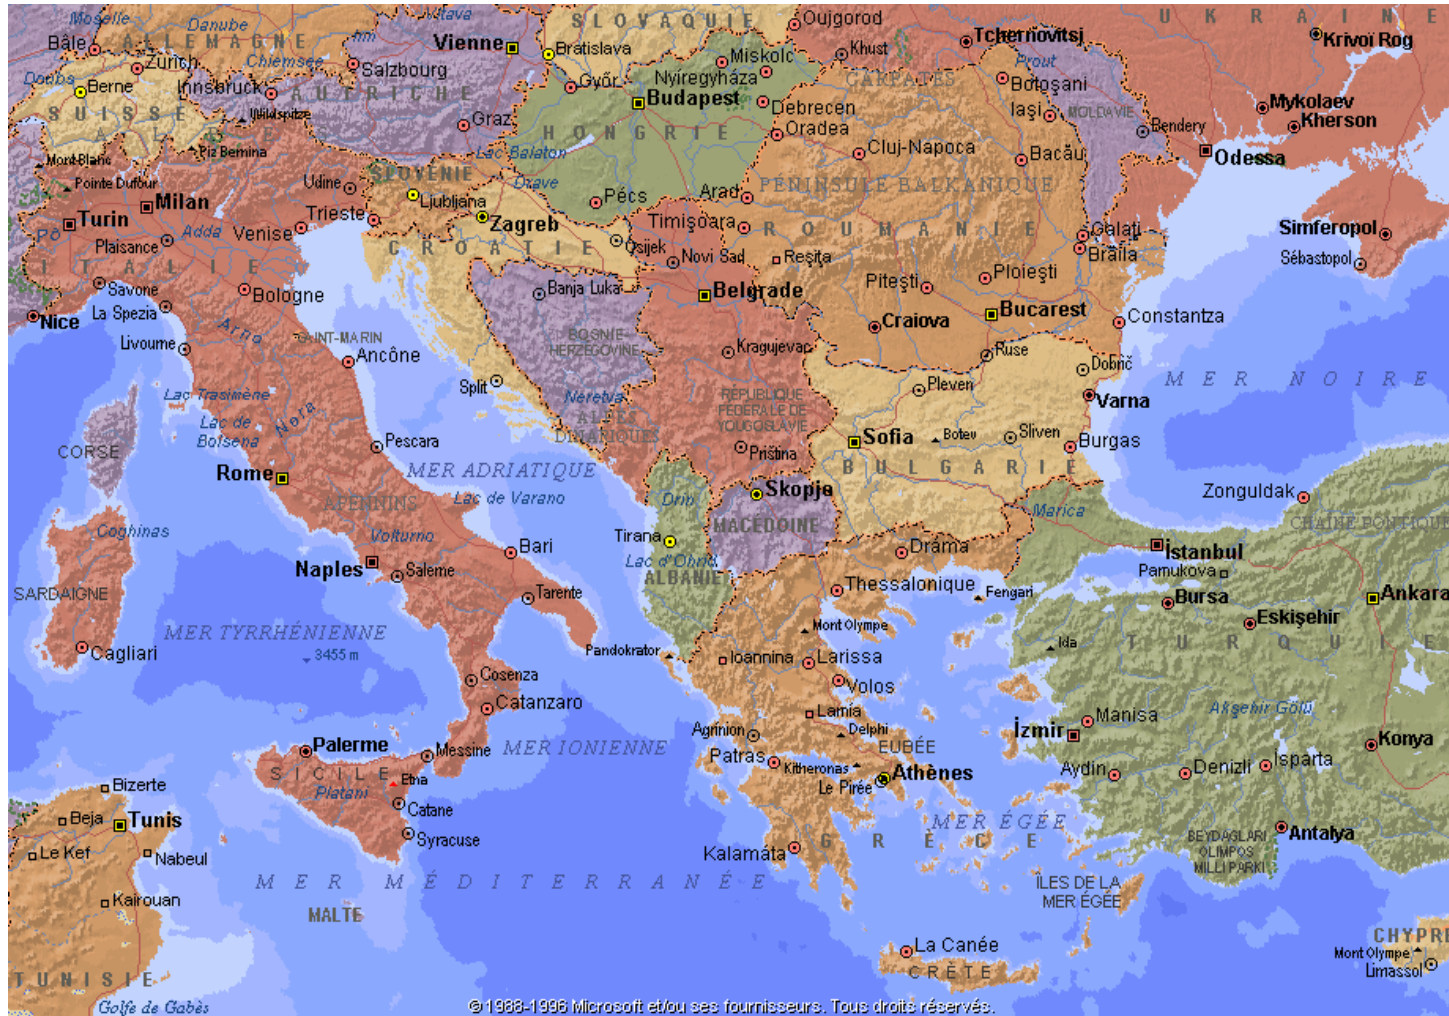 Moselle
Danube
Inn
Vltava
SLOVAQUIE
Oujgorod
UKRAINE
Bâle
ALLEMAGNE
Vienne
Bratislava
Khust
Tchernovitsj
Krivoï Rog
Zurich
Chiemsee
Salzbourg
Miskolc
Prout
Doubs
Berne
Innsbruck
AUTRICHE
Győr
Nyiregyháza
CARPATES
Botoşani
Budapest
Debrecen
Iaşi
MOLDAVIE
Mykolaev
SUISSE
Wildspitze
Graz
HONGRIE
Oradea
Bendery
Kherson
ALPES
Piz Bernina
Lac Balaton
Cluj-Napoca
Bacău
Odessa
Mont Blanc
SLOVÉNIE
Pointe Dufour
Udine
Drave
Arad
PÉNINSULE BALKANIQUE
Milan
Ljubljana
Pécs
Turin
Trieste
Zagreb
Timişoara
ROUMANIE
Galaţi
Simferopol
Pô
Plaisance
Adda
Venise
CROATIE
Osijek
Novi Sad
Reşiţa
Brăila
Sébastopol
ITALIE
Savone
Bologne
Banja Luka
Belgrade
Piteşti
Ploieşti
La Spezia
Nice
Arno
SAINT-MARIN
BOSNIE
HERZÉGOVINE
Craiova
Bucarest
Constantza
Livourne
Ancône
Kragujevac
Ruse
Dobrič
Lac Trasimène
Split
Neretva
RÉPUBLIQUE
FÉDÉRALE DE
YOUGOSLAVIE
Pleven
Varna
MER NOIRE
Lac de
Bolsena
Nera
ALPES
DINARIQUES
CORSE
Pescara
Priština
Sofia
Botev
Sliven
Burgas
Rome
MER ADRIATIQUE
BULGARIE
APENNINS
Lac de Varano
Drin
Skopje
Marica
Zonguldak
Coghinas
Volturno
Tirana
MACÉDOINE
CHAÎNE PONTIQUE
Bari
Lac d'Ohrid
Drama
İstanbul
Naples
Salerne
ALBANIE
Thessalonique
Pamukova
SARDAIGNE
Tarente
Fengari
Bursa
Ankara
MER TYRRHÉNIENNE
Mont Olympe
Eskişehir
3455 m
Cagliari
Pandokrator
Ioannina
Larissa
Ida
TURQUIE
Cosenza
Volos
Catanzaro
Lamía
Manisa
Akşehir Gölü
Palerme
Messine
MER IONIENNE
Agrinion
Delphi
İzmir
Konya
Patras
EUBÉE
SICILE
Etna
Kitheronas
Athènes
Aydin
Denizli
Isparta
Bizerte
Platani
Le Pirée
Beja
Tunis
Catane
MER ÉGÉE
Antalya
Le Kef
Nabeul
Syracuse
Kalamáta
GRÈCE
BEYDAGLARI
OLIMPOS
MILLI PARKI
MER MÉDITERRANÉE
ÎLES DE LA
MER ÉGÉE
Kairouan
MALTE
CHYPRE
La Canée
Mont Olympe
TUNISIE
CRÈTE
Limassol
Golfe de Gabès
© 1988-1996 Microsoft et/ou ses fournisseurs. Tous droits réservés.